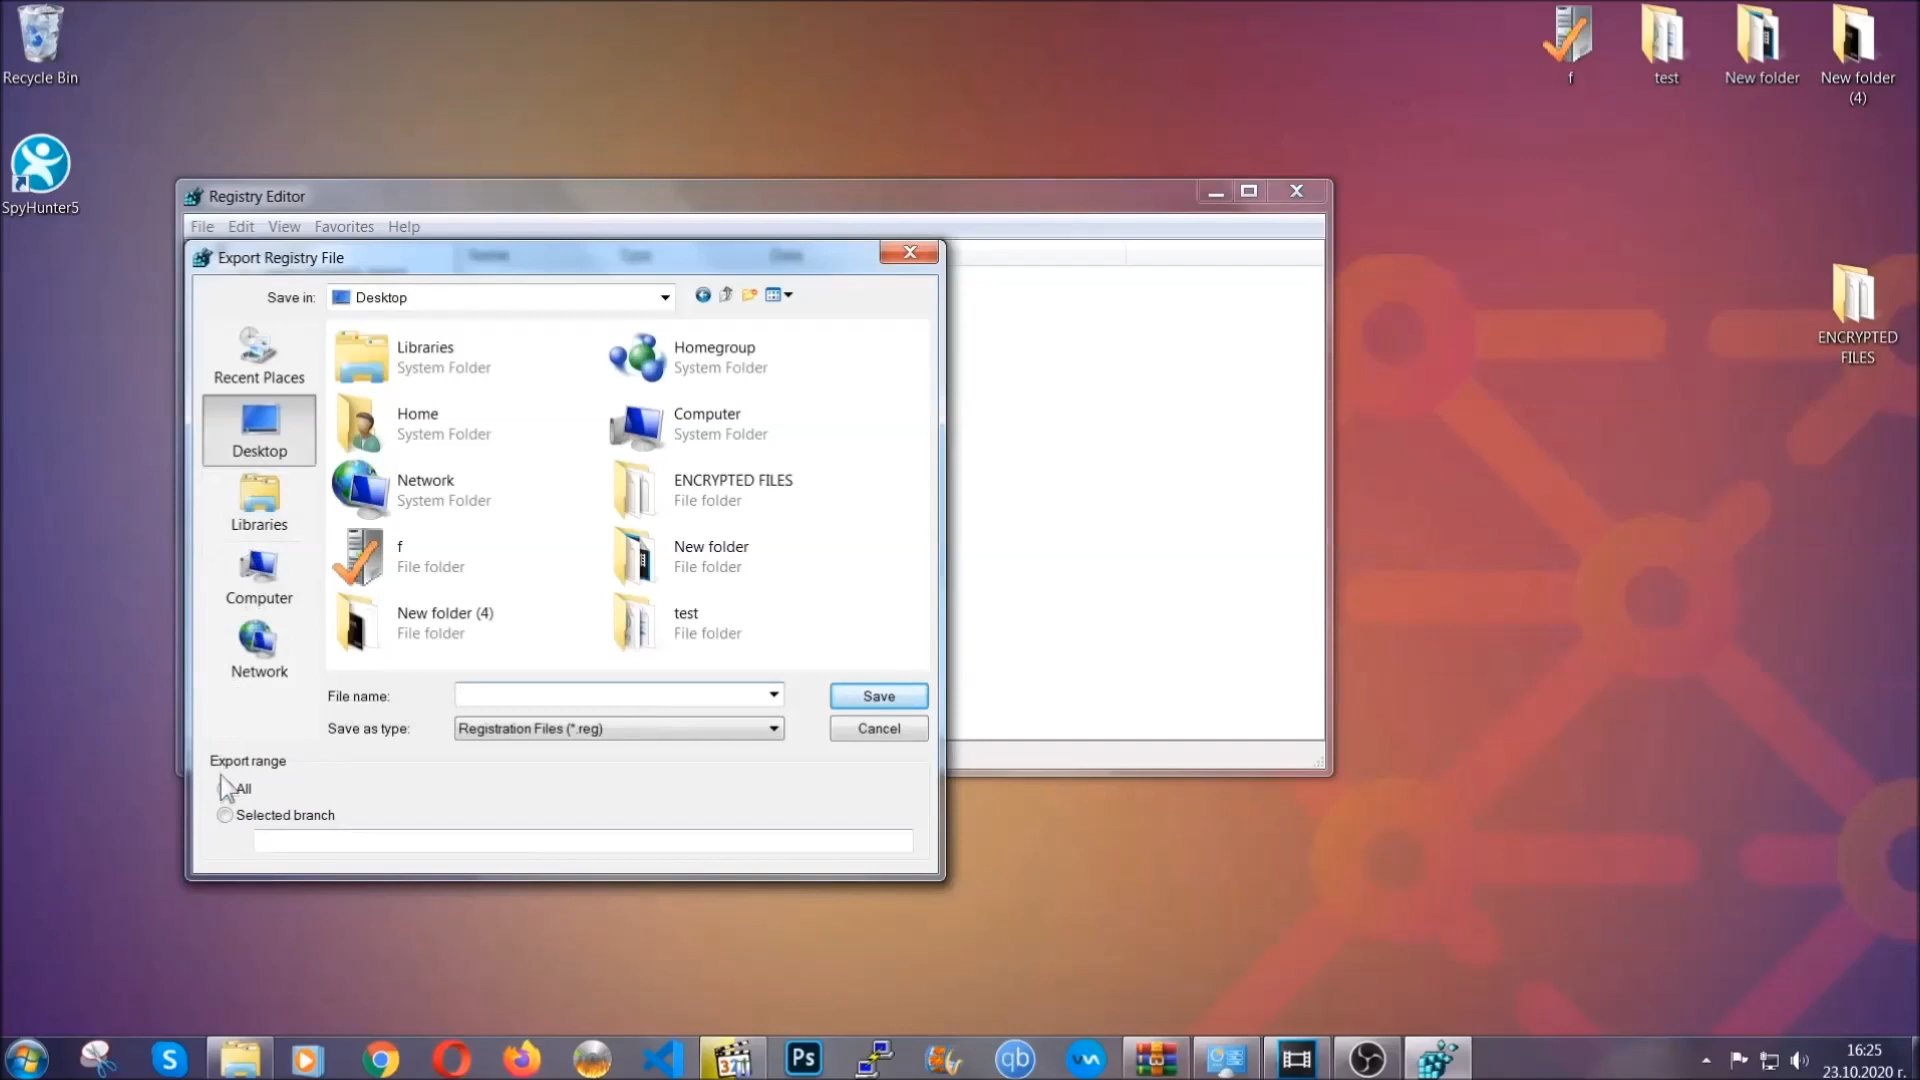 Recycle Bin
SpyHunter5
f
test
New folder
New folder
(4)
ENCRYPTED
FILES
Registry Editor
File Edit View Favorites Help
Export Registry File
Save in:
Desktop
Recent Places
Desktop
Libraries
Computer
Network
Libraries
System Folder
Homegroup
System Folder
Home
System Folder
Computer
System Folder
Network
System Folder
ENCRYPTED FILES
File folder
f
File folder
New folder
File folder
New folder (4)
File folder
test
File folder
File name:
Save
Save as type:
Registration Files (*.reg)
Cancel
Export range
All
Selected branch
S
321
Ps
qb
16:25
23.10.2020 г.